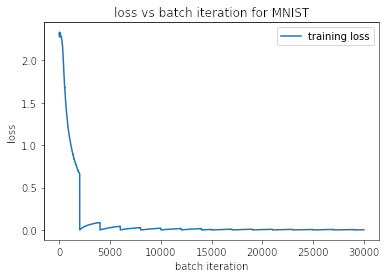 loss vs batch iteration for MNIST
training loss
loss
2.0
1.5
1.0
0.5
0.0
0 5000 10000 15000 20000 25000 30000
batch iteration